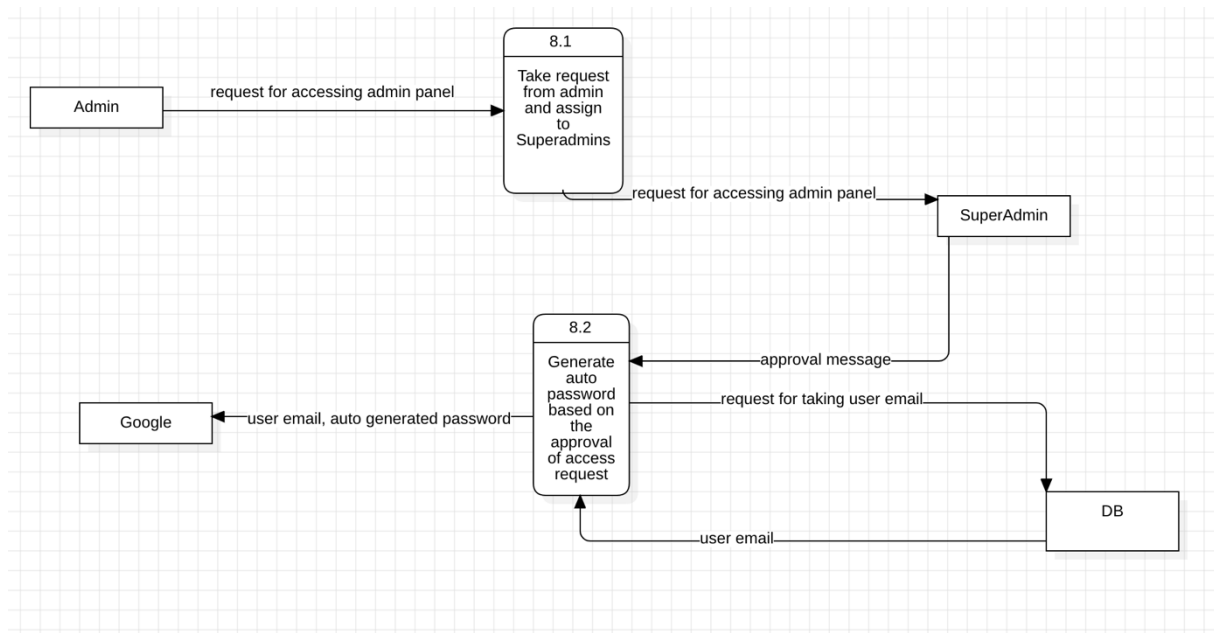 8.1
Take request
from admin
and assign
to
Superadmins
Admin
request for accessing admin panel
request for accessing admin panel
SuperAdmin
8.2
Generate
auto
password
based on
the
approval
of access
request
approval message
request for taking user email
Google
user email, auto generated password
DB
user email